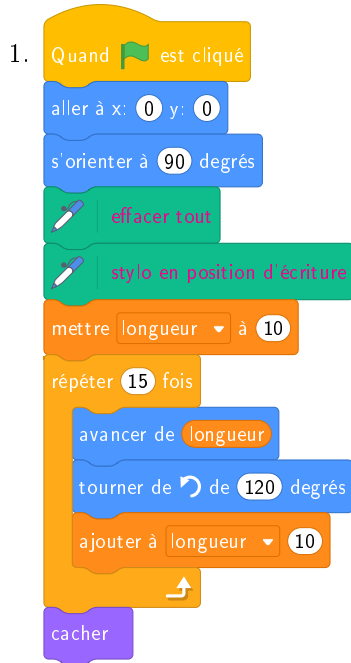 1. Quand est cliqué
aller à x: 0 y: 0
s'orienter à 90 degrés
effacer tout
stylo en position d'écriture
mettre longueur à 10
répéter 15 fois
avancer de longueur
tourner de de 120 degrés
ajouter à longueur 10
cacher